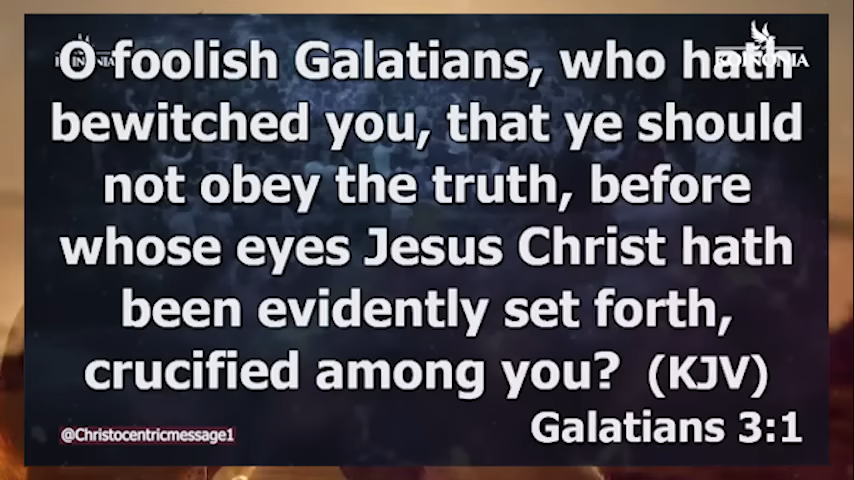 O foolish Galatians, who hath
bewitched you, that ye should
not obey the truth, before
whose eyes Jesus Christ hath
been evidently set forth,
crucified among you? (KJV)
Galatians 3:1
@Christocentricmessage1
KOINONIA